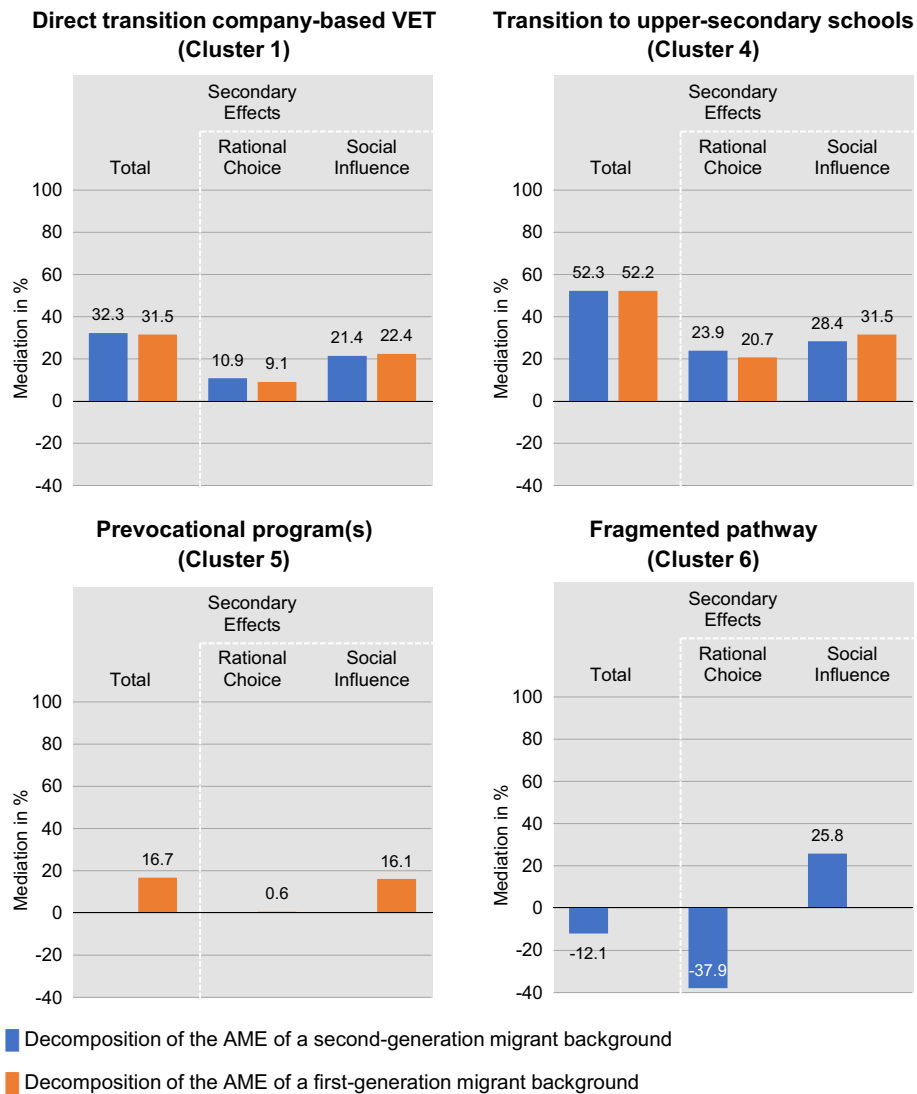 Direct transition company-based VET
(Cluster 1)
Secondary
Effects
Total
Rational
Choice
Social
Influence
Mediation in %
100
80
60
40
20
0
-20
-40
32.3
31.5
10.9
9.1
21.4
22.4
Transition to upper-secondary schools
(Cluster 4)
Secondary
Effects
Total
Rational
Choice
Social
Influence
Mediation in %
100
80
60
40
20
0
-20
-40
52.3
52.2
23.9
20.7
28.4
31.5
Prevocational program(s)
(Cluster 5)
Secondary
Effects
Total
Rational
Choice
Social
Influence
Mediation in %
100
80
60
40
20
0
-20
-40
16.7
0.6
16.1
Fragmented pathway
(Cluster 6)
Secondary
Effects
Total
Rational
Choice
Social
Influence
Mediation in %
100
80
60
40
20
0
-20
-40
-12.1
-37.9
25.8
Decomposition of the AME of a second-generation migrant background
Decomposition of the AME of a first-generation migrant background